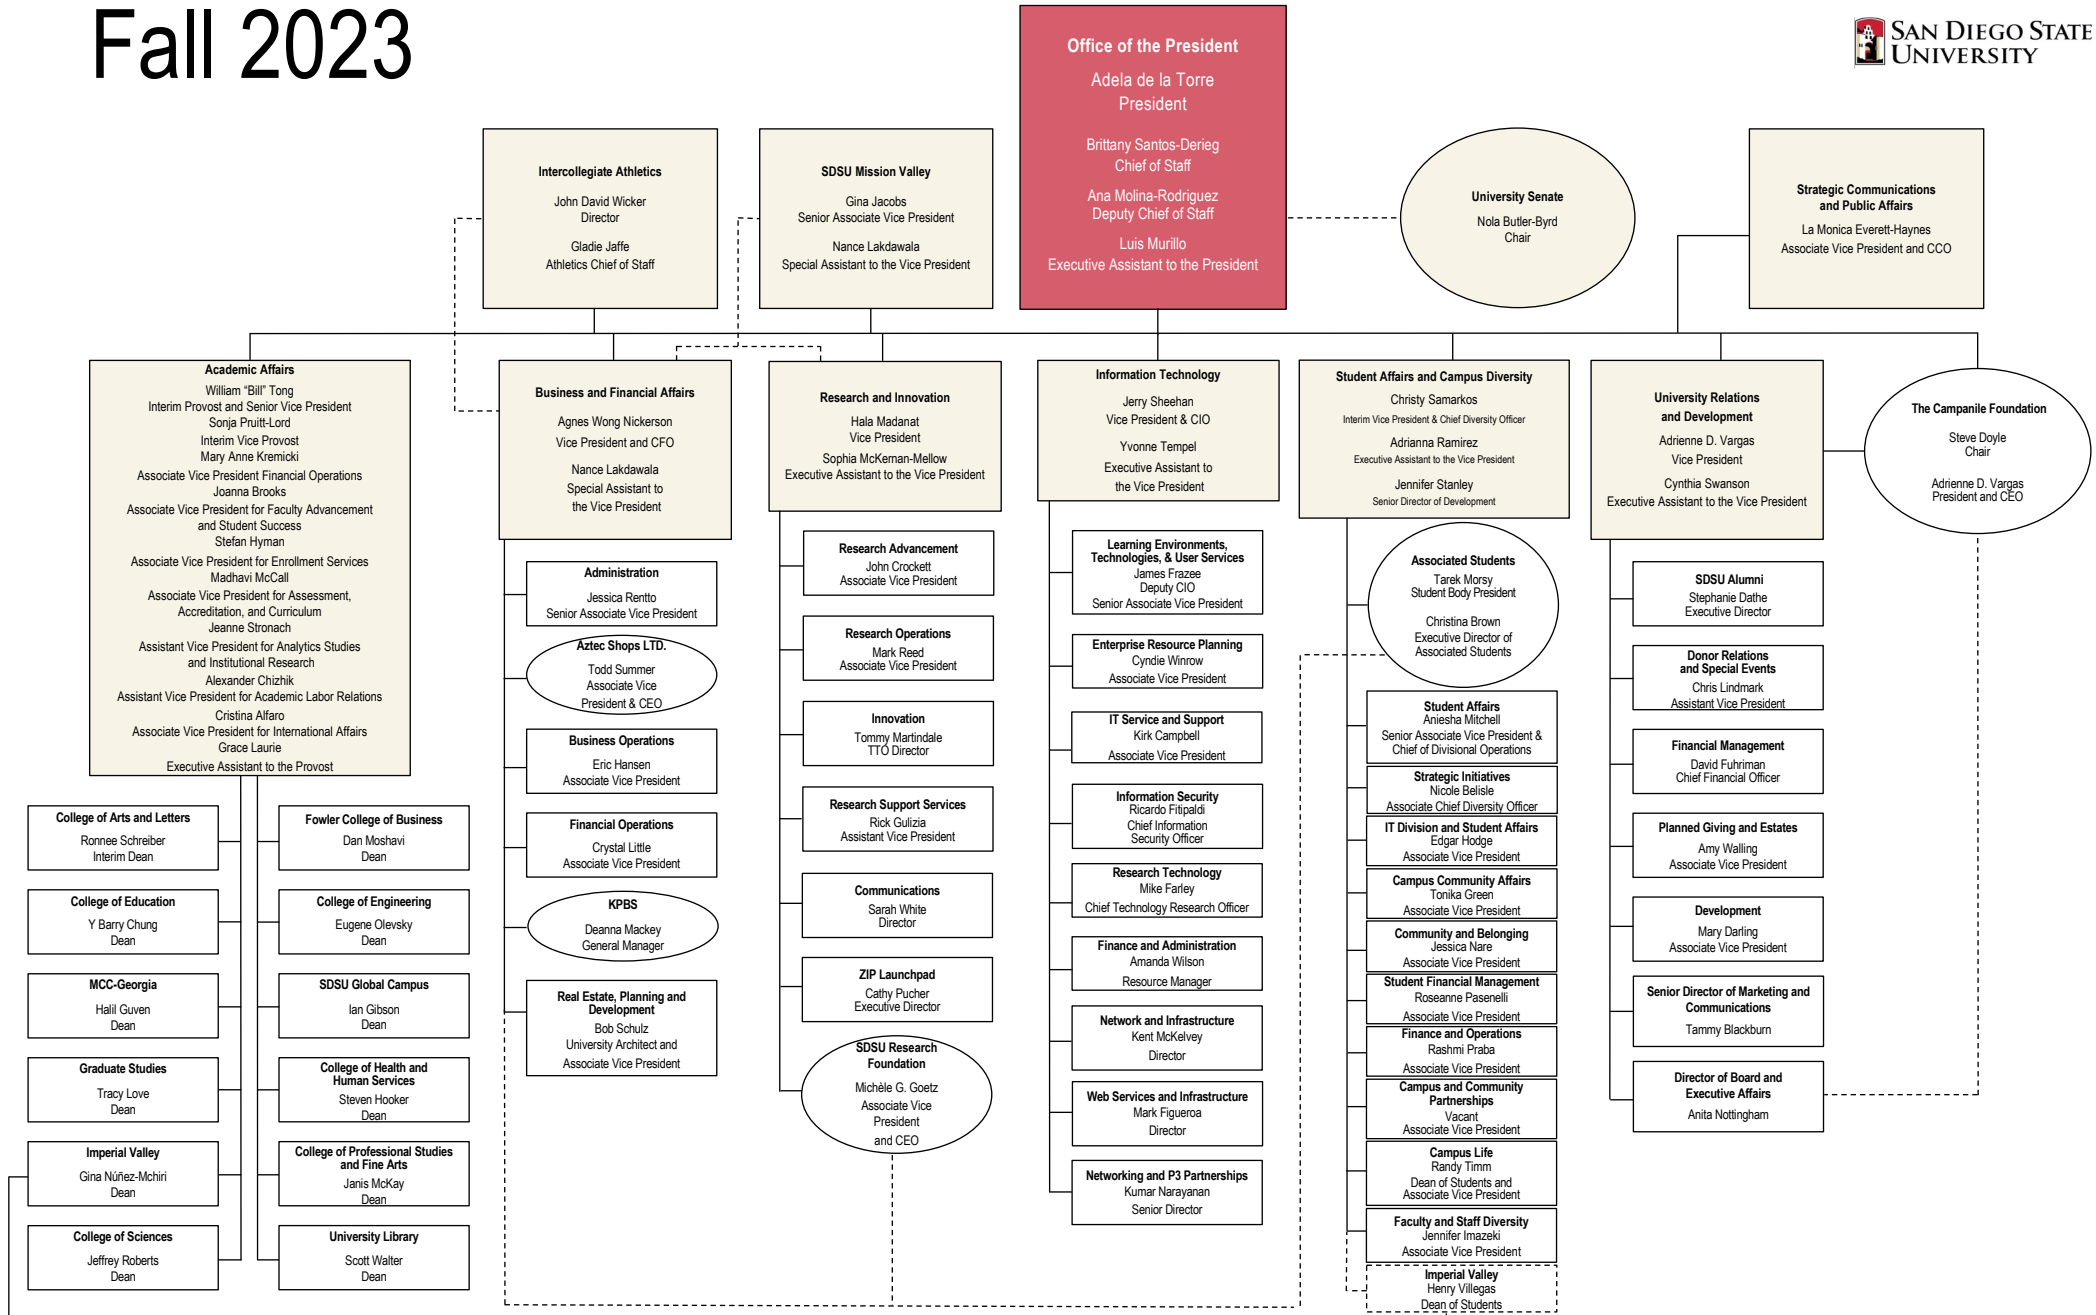 Fall 2023
SAN DIEGO STATE
UNIVERSITY
Office of the President
Adela de la Torre
President
Brittany Santos-Derieg
Chief of Staff
Ana Molina-Rodriguez
Deputy Chief of Staff
Luis Murillo
Executive Assistant to the President
Intercollegiate Athletics
John David Wicker
Director
Gladie Jaffe
Athletics Chief of Staff
SDSU Mission Valley
Gina Jacobs
Senior Associate Vice President
Nance Lakdawala
Special Assistant to the Vice President
University Senate
Nola Butler-Byrd
Chair
Strategic Communications
and Public Affairs
La Monica Everett-Haynes
Associate Vice President and CCO
Academic Affairs
William “Bill” Tong
Interim Provost and Senior Vice President
Sonja Pruitt-Lord
Interim Vice Provost
Mary Anne Kremicki
Associate Vice President Financial Operations
Joanna Brooks
Associate Vice President for Faculty Advancement
and Student Success
Stefan Hyman
Associate Vice President for Enrollment Services
Madhavi McCall
Associate Vice President for Assessment,
Accreditation, and Curriculum
Jeanne Stronach
Assistant Vice President for Analytics Studies
and Institutional Research
Alexander Chizhik
Assistant Vice President for Academic Labor Relations
Cristina Alfaro
Associate Vice President for International Affairs
Grace Laurie
Executive Assistant to the Provost
College of Arts and Letters
Ronnee Schreiber
Interim Dean
College of Education
Y Barry Chung
Dean
MCC-Georgia
Halil Guven
Dean
Graduate Studies
Tracy Love
Dean
Imperial Valley
Gina Núñez-Mchiri
Dean
College of Sciences
Jeffrey Roberts
Dean
Fowler College of Business
Dan Moshavi
Dean
College of Engineering
Eugene Olevsky
Dean
SDSU Global Campus
Ian Gibson
Dean
College of Health and
Human Services
Steven Hooker
Dean
College of Professional Studies
and Fine Arts
Janis McKay
Dean
University Library
Scott Walter
Dean
Business and Financial Affairs
Agnes Wong Nickerson
Vice President and CFO
Nance Lakdawala
Special Assistant to
the Vice President
Administration
Jessica Rentto
Senior Associate Vice President
Aztec Shops LTD.
Todd Summer
Associate Vice
President & CEO
Business Operations
Eric Hansen
Associate Vice President
Financial Operations
Crystal Little
Associate Vice President
KPBS
Deanna Mackey
General Manager
Real Estate, Planning and
Development
Bob Schulz
University Architect and
Associate Vice President
Research and Innovation
Hala Madanat
Vice President
Sophia McKernan-Mellow
Executive Assistant to the Vice President
Research Advancement
John Crockett
Associate Vice President
Research Operations
Mark Reed
Associate Vice President
Innovation
Tommy Martindale
TTO Director
Research Support Services
Rick Gulizia
Assistant Vice President
Communications
Sarah White
Director
ZIP Launchpad
Cathy Pucher
Executive Director
SDSU Research
Foundation
Michèle G. Goetz
Associate Vice
President
and CEO
Information Technology
Jerry Sheehan
Vice President & CIO
Yvonne Tempel
Executive Assistant to
the Vice President
Learning Environments,
Technologies, & User Services
James Frazee
Deputy CIO
Senior Associate Vice President
Enterprise Resource Planning
Cyndie Winrow
Associate Vice President
IT Service and Support
Kirk Campbell
Associate Vice President
Information Security
Ricardo Fitipaldi
Chief Information
Security Officer
Research Technology
Mike Farley
Chief Technology Research Officer
Finance and Administration
Amanda Wilson
Resource Manager
Network and Infrastructure
Kent McKelvey
Director
Web Services and Infrastructure
Mark Figueroa
Director
Networking and P3 Partnerships
Kumar Narayanan
Senior Director
Student Affairs and Campus Diversity
Christy Samarkos
Interim Vice President & Chief Diversity Officer
Adrianna Ramirez
Executive Assistant to the Vice President
Jennifer Stanley
Senior Director of Development
Associated Students
Tarek Morsy
Student Body President
Christina Brown
Executive Director of
Associated Students
Student Affairs
Aniesha Mitchell
Senior Associate Vice President &
Chief of Divisional Operations
Strategic Initiatives
Nicole Belisle
Associate Chief Diversity Officer
IT Division and Student Affairs
Edgar Hodge
Associate Vice President
Campus Community Affairs
Tonika Green
Associate Vice President
Community and Belonging
Jessica Nare
Associate Vice President
Student Financial Management
Roseanne Pasenelli
Associate Vice President
Finance and Operations
Rashmi Praba
Associate Vice President
Campus and Community
Partnerships
Vacant
Associate Vice President
Campus Life
Randy Timm
Dean of Students and
Associate Vice President
Faculty and Staff Diversity
Jennifer Imazeki
Associate Vice President
Imperial Valley
Henry Villegas
Dean of Students
University Relations
and Development
Adrienne D. Vargas
Vice President
Cynthia Swanson
Executive Assistant to the Vice President
SDSU Alumni
Stephanie Dathe
Executive Director
Donor Relations
and Special Events
Chris Lindmark
Assistant Vice President
Financial Management
David Fuhriman
Chief Financial Officer
Planned Giving and Estates
Amy Walling
Associate Vice President
Development
Mary Darling
Associate Vice President
Senior Director of Marketing and
Communications
Tammy Blackburn
Director of Board and
Executive Affairs
Anita Nottingham
The Campanile Foundation
Steve Doyle
Chair
Adrienne D. Vargas
President and CEO